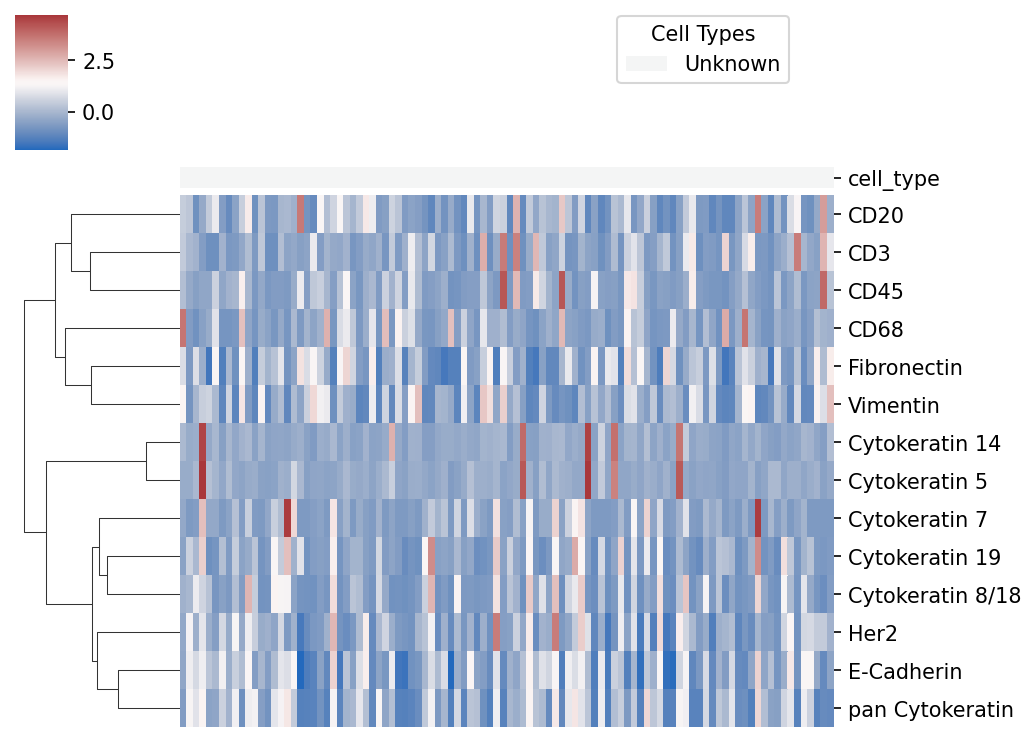 2.5
0.0
Cell Types
Unknown
cell_type
CD20
CD3
CD45
CD68
Fibronectin
Vimentin
Cytokeratin 14
Cytokeratin 5
Cytokeratin 7
Cytokeratin 19
Cytokeratin 8/18
Her2
E-Cadherin
pan Cytokeratin